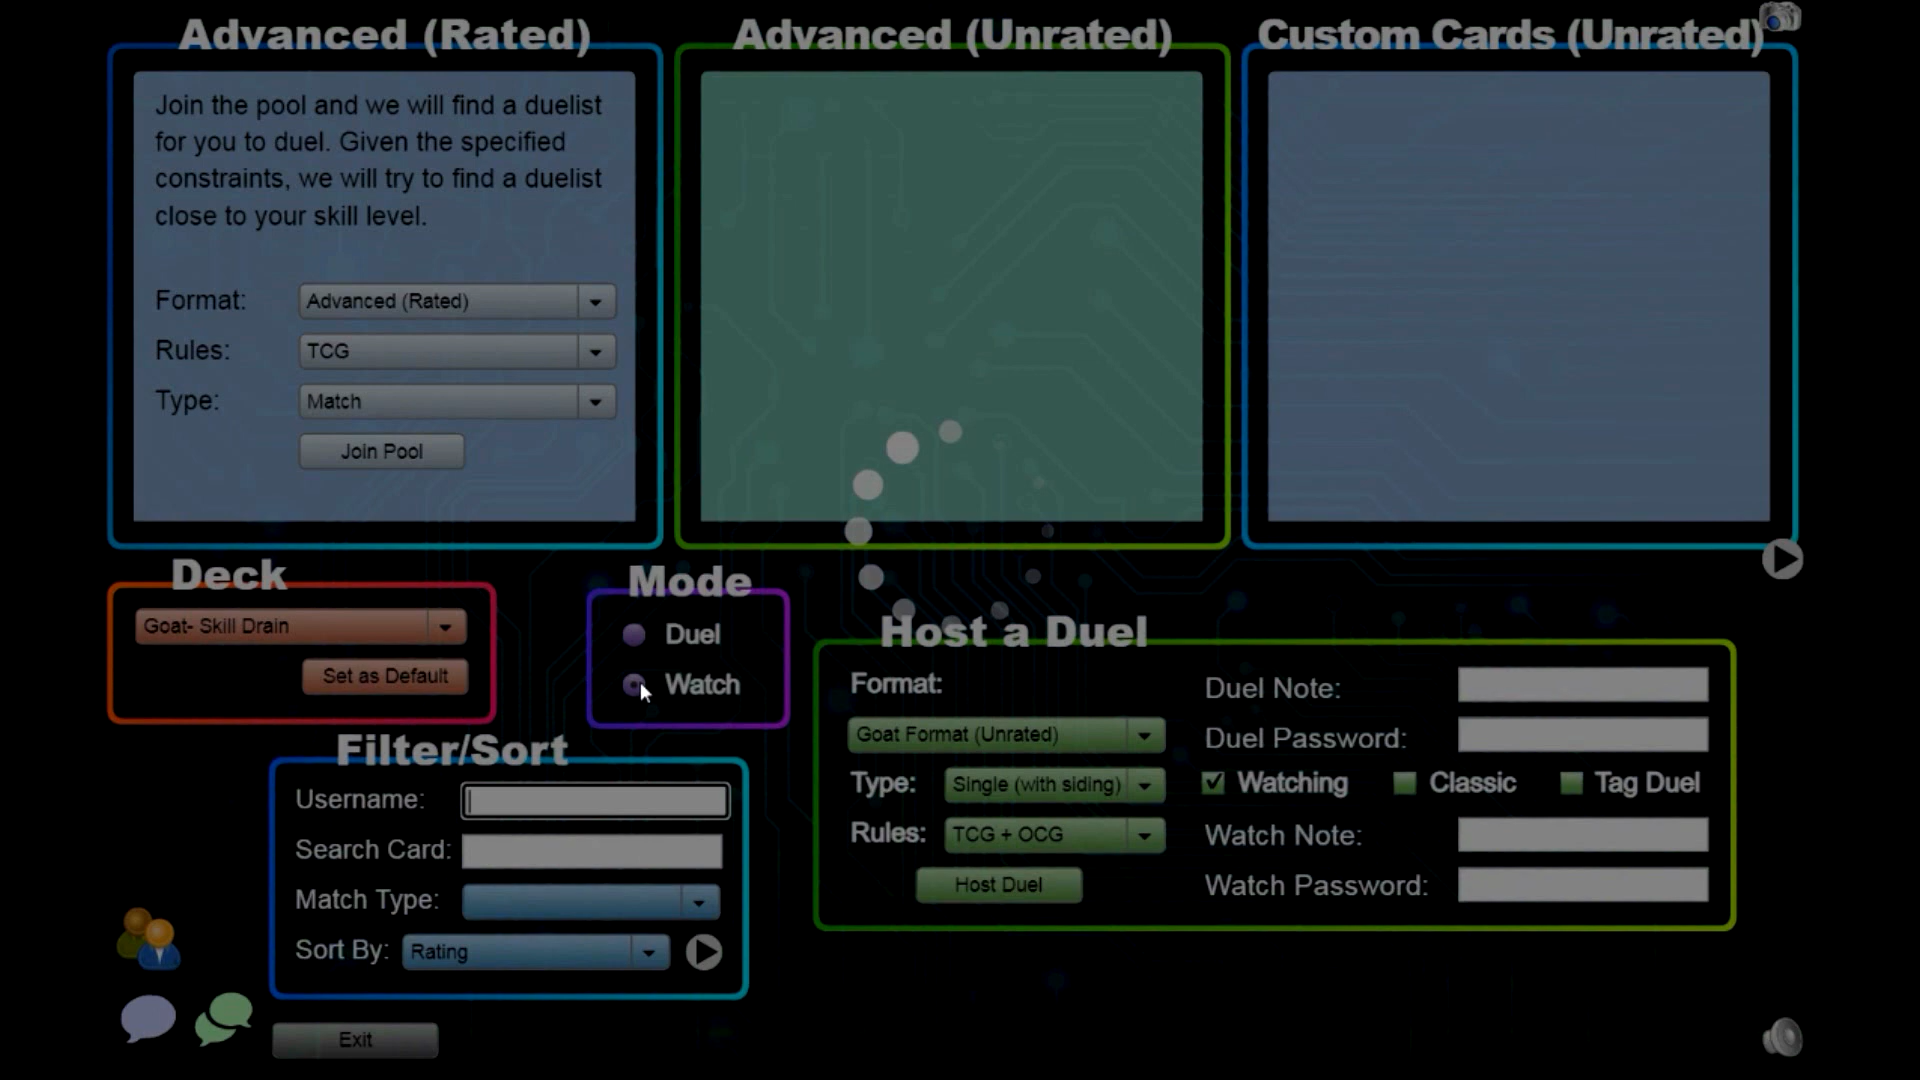 Advanced (Rated)
Join the pool and we will find a duelist
for you to duel. Given the specified
constraints, we will try to find a duelist
close to your skill level.
Format: Advanced (Rated)
Rules: TCG
Type: Match
Join Pool
Advanced (Unrated)
Custom Cards (Unrated)
Deck
Goat- Skill Drain
Set as Default
Mode
Duel
Watch
Filter/Sort
Username:
Search Card:
Match Type:
Sort By: Rating
Host a Duel
Format:
Goat Format (Unrated)
Type: Single (with siding)
Rules: TCG + OCG
Host Duel
Duel Note:
Duel Password:
Watching Classic Tag Duel
Watch Note:
Watch Password:
Exit